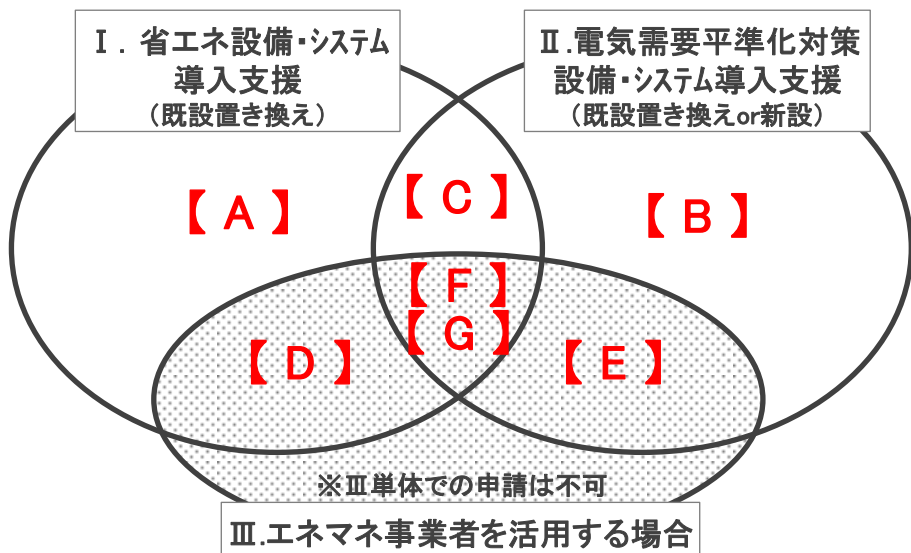 Ⅰ．省エネ設備・システム
導入支援
（既設置き換え）
Ⅱ.電気需要平準化対策
設備・システム導入支援
（既設置き換えor新設）
【 A 】
【 C 】
【 B 】
【 F 】
【 G 】
【 D 】
【 E 】
※Ⅲ単体での申請は不可
Ⅲ.エネマネ事業者を活用する場合